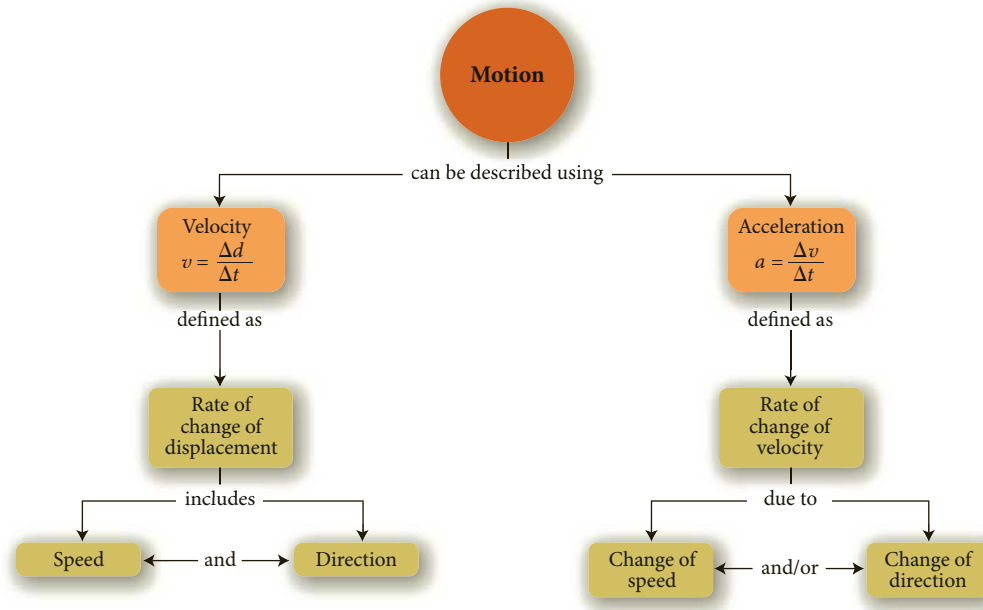 Motion
can be described using
Velocity
v = Δd/Δt
Acceleration
a = Δv/Δt
defined as
defined as
Rate of
change of
displacement
Rate of
change of
velocity
includes
due to
Speed
and
Direction
Change of
speed
and/or
Change of
direction